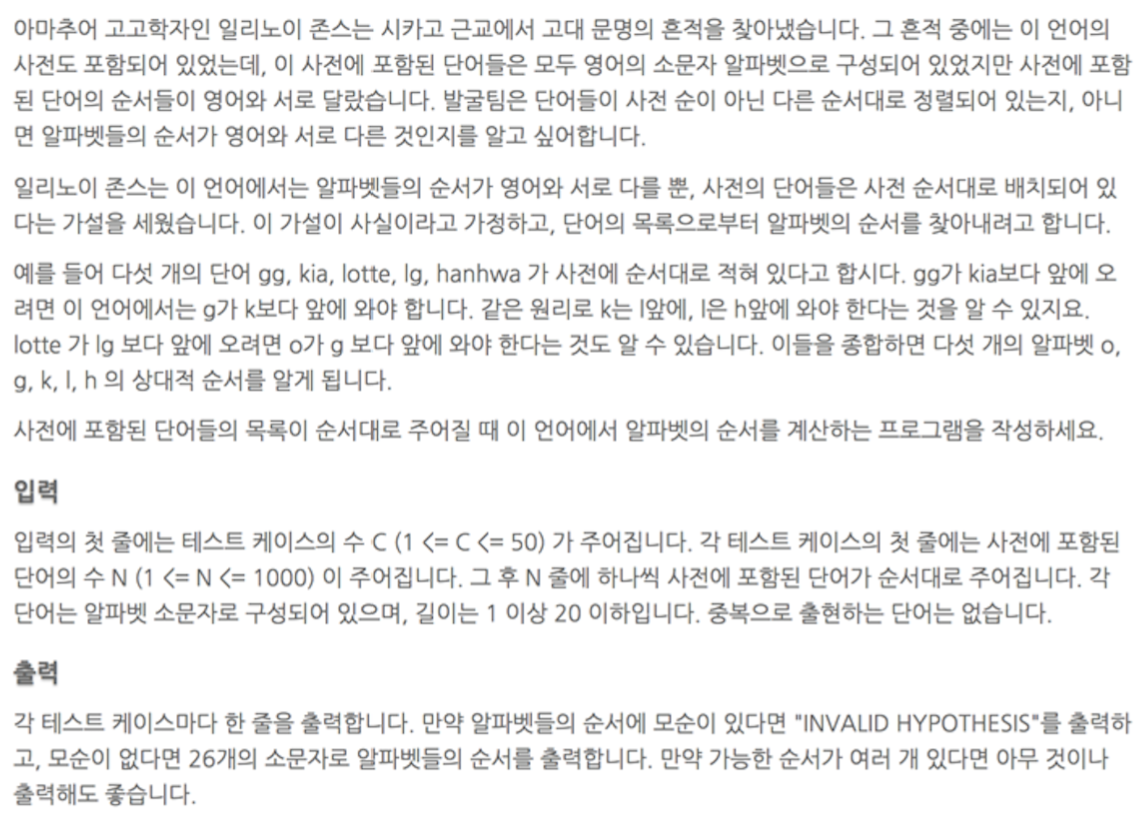 아마추어 고고학자인 일리노이 존스는 시카고 근교에서 고대 문명의 흔적을 찾아냈습니다. 그 흔적 중에는 이 언어의
사전도 포함되어 있었는데, 이 사전에 포함된 단어들은 모두 영어의 소문자 알파벳으로 구성되어 있었지만 사전에 포함
된 단어의 순서들이 영어와 서로 달랐습니다. 발굴팀은 단어들이 사전 순이 아닌 다른 순서대로 정렬되어 있는지, 아니
면 알파벳들의 순서가 영어와 서로 다른 것인지를 알고 싶어합니다.
일리노이 존스는 이 언어에서는 알파벳들의 순서가 영어와 서로 다를 뿐, 사전의 단어들은 사전 순서대로 배치되어 있
다는 가설을 세웠습니다. 이 가설이 사실이라고 가정하고, 단어의 목록으로부터 알파벳의 순서를 찾아내려고 합니다.
예를 들어 다섯 개의 단어 gg, kia, lotte, lg, hanhwa 가 사전에 순서대로 적혀 있다고 합시다. gg가 kia보다 앞에 오
려면 이 언어에서는 g가 k보다 앞에 와야 합니다. 같은 원리로 k는 l앞에, l은 h앞에 와야 한다는 것을 알 수 있지요.
lotte 가 lg 보다 앞에 오려면 o가 g 보다 앞에 와야 한다는 것도 알 수 있습니다. 이들을 종합하면 다섯 개의 알파벳 o,
g, k, l, h 의 상대적 순서를 알게 됩니다.
사전에 포함된 단어들의 목록이 순서대로 주어질 때 이 언어에서 알파벳의 순서를 계산하는 프로그램을 작성하세요.
입력
입력의 첫 줄에는 테스트 케이스의 수 C (1 <= C <= 50) 가 주어집니다. 각 테스트 케이스의 첫 줄에는 사전에 포함된
단어의 수 N (1 <= N <= 1000) 이 주어집니다. 그 후 N 줄에 하나씩 사전에 포함된 단어가 순서대로 주어집니다. 각
단어는 알파벳 소문자로 구성되어 있으며, 길이는 1 이상 20 이하입니다. 중복으로 출현하는 단어는 없습니다.
출력
각 테스트 케이스마다 한 줄을 출력합니다. 만약 알파벳들의 순서에 모순이 있다면 "INVALID HYPOTHESIS"를 출력하
고, 모순이 없다면 26개의 소문자로 알파벳들의 순서를 출력합니다. 만약 가능한 순서가 여러 개 있다면 아무 것이나
출력해도 좋습니다.